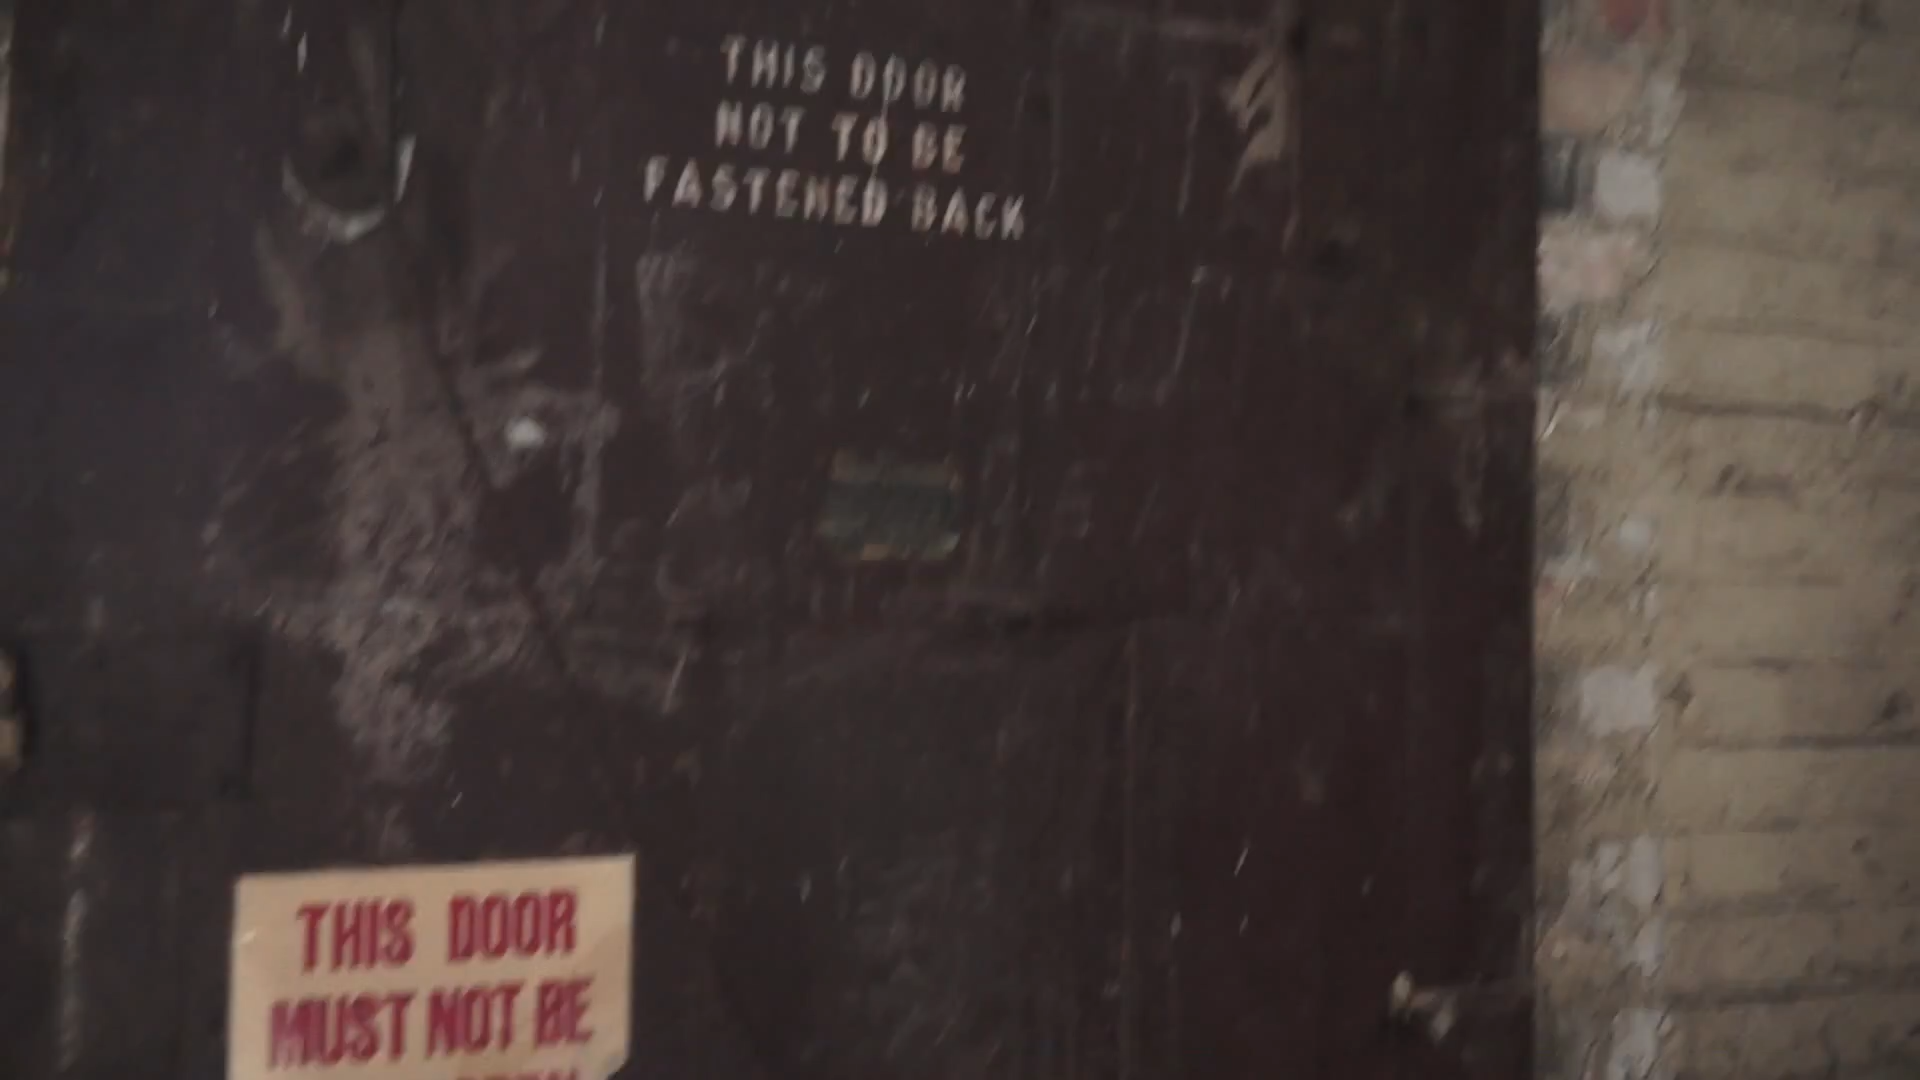 THIS DOOR
NOT TO BE
FASTENED BACK
THIS DOOR
MUST NOT BE